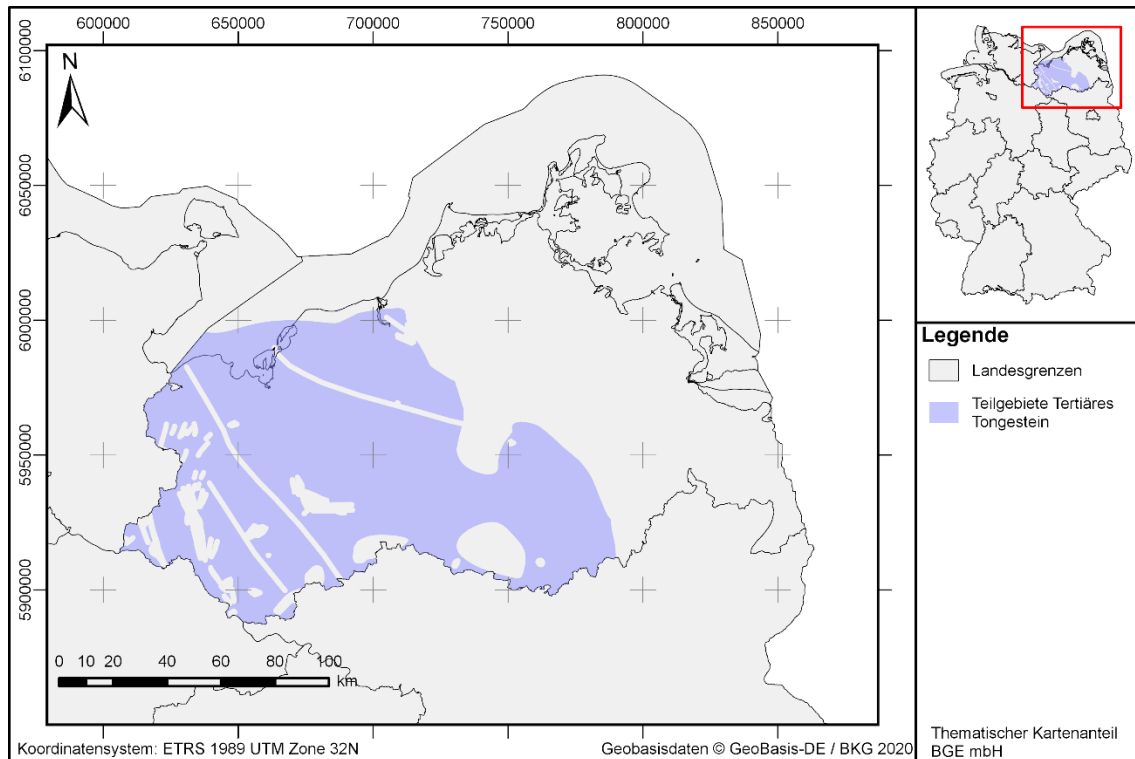 600000 650000 700000 750000 800000 850000
6100000
6050000
6000000
5950000
5900000
N
0 10 20 40 60 80 100
km
Koordinatensystem: ETRS 1989 UTM Zone 32N
Geobasisdaten © GeoBasis-DE / BKG 2020
Legende
Landesgrenzen
Teilgebiete Tertiäres
Tongestein
Thematischer Kartenanteil
BGE mbH